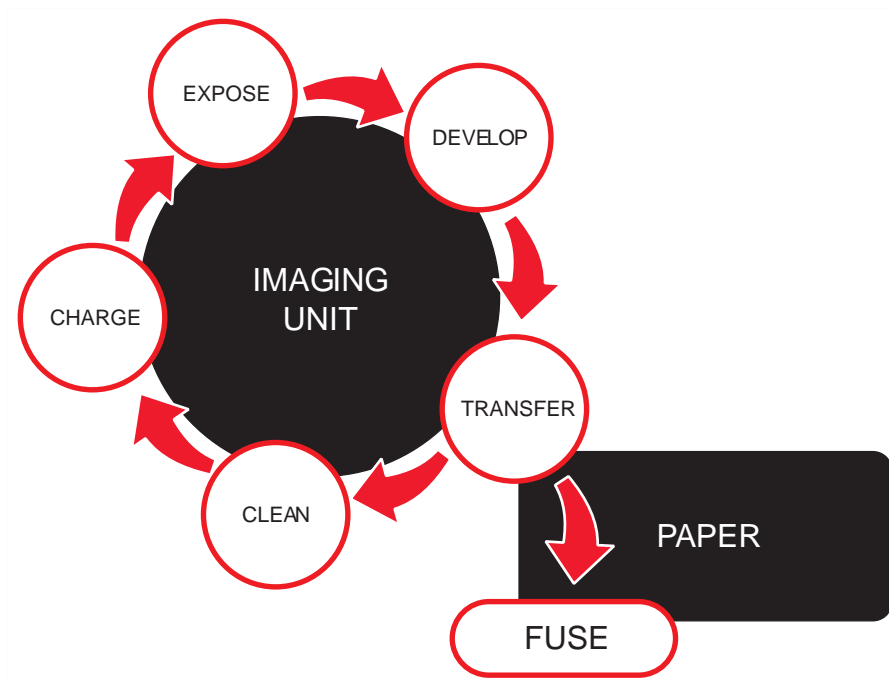 EXPOSE
DEVELOP
IMAGING
UNIT
CHARGE
TRANSFER
CLEAN
PAPER
FUSE